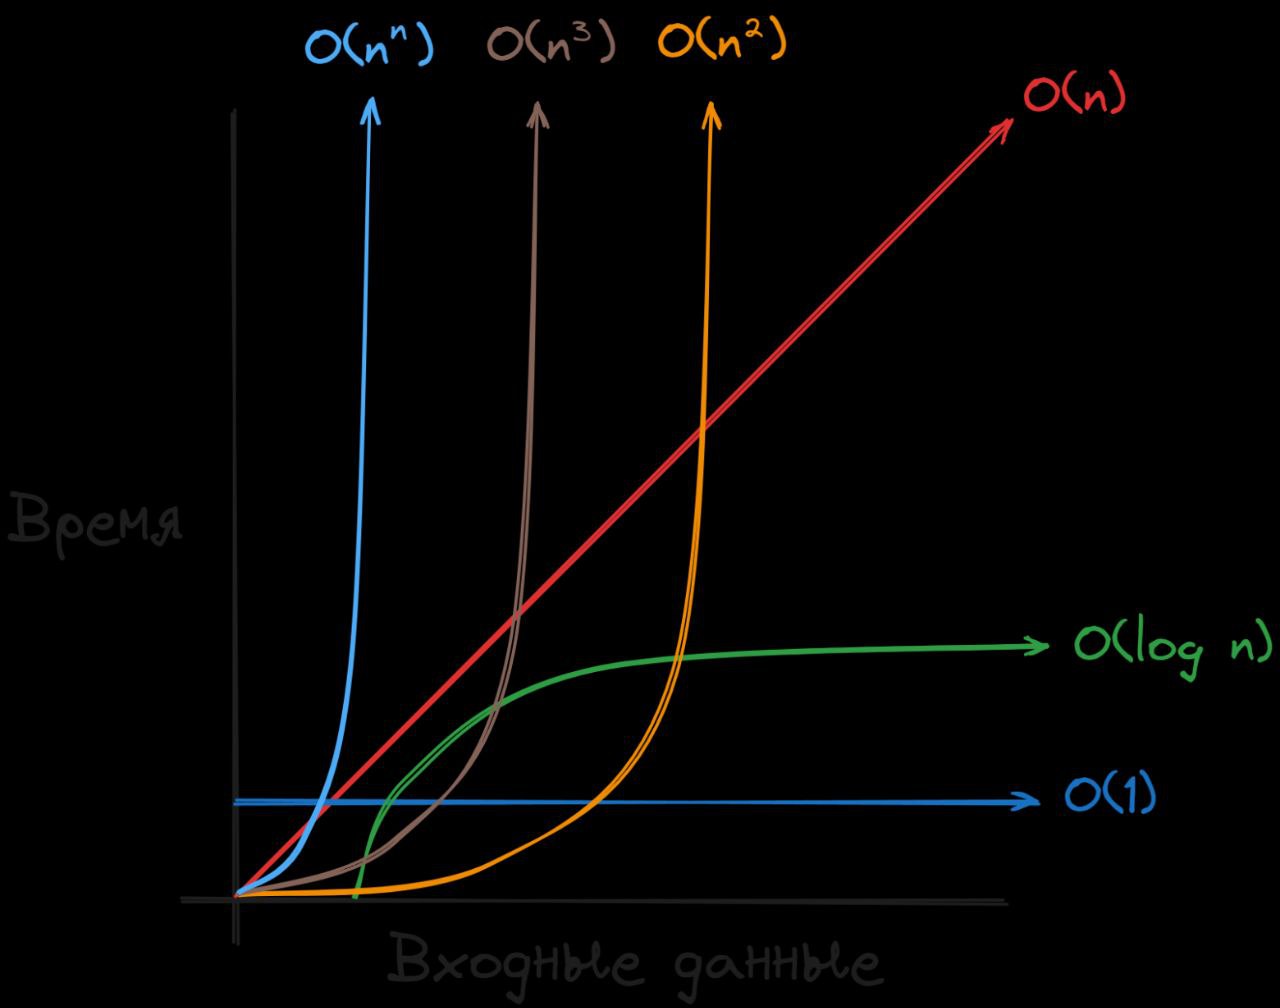 O(nⁿ)
O(n³)
O(n²)
O(n)
Время
O(log n)
O(1)
Входные данные